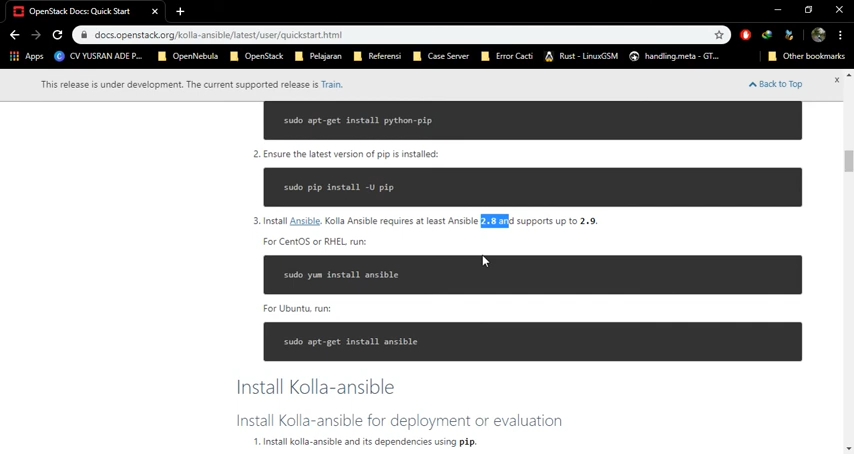 OpenStack Docs: Quick Start
docs.openstack.org/kolla-ansible/latest/user/quickstart.html
Apps CV YUSRAN ADE P... OpenNebula OpenStack Pelajaran Referensi Case Server Error Cacti Rust - LinuxGSM handling.meta - GT... Other bookmarks
This release is under development. The current supported release is Train.
Back to Top
x
sudo apt-get install python-pip
2. Ensure the latest version of pip is installed:
sudo pip install -U pip
3. Install Ansible. Kolla Ansible requires at least Ansible 2.8 and supports up to 2.9.
For CentOS or RHEL, run:
sudo yum install ansible
For Ubuntu, run:
sudo apt-get install ansible
Install Kolla-ansible
Install Kolla-ansible for deployment or evaluation
1. Install kolla-ansible and its dependencies using pip.